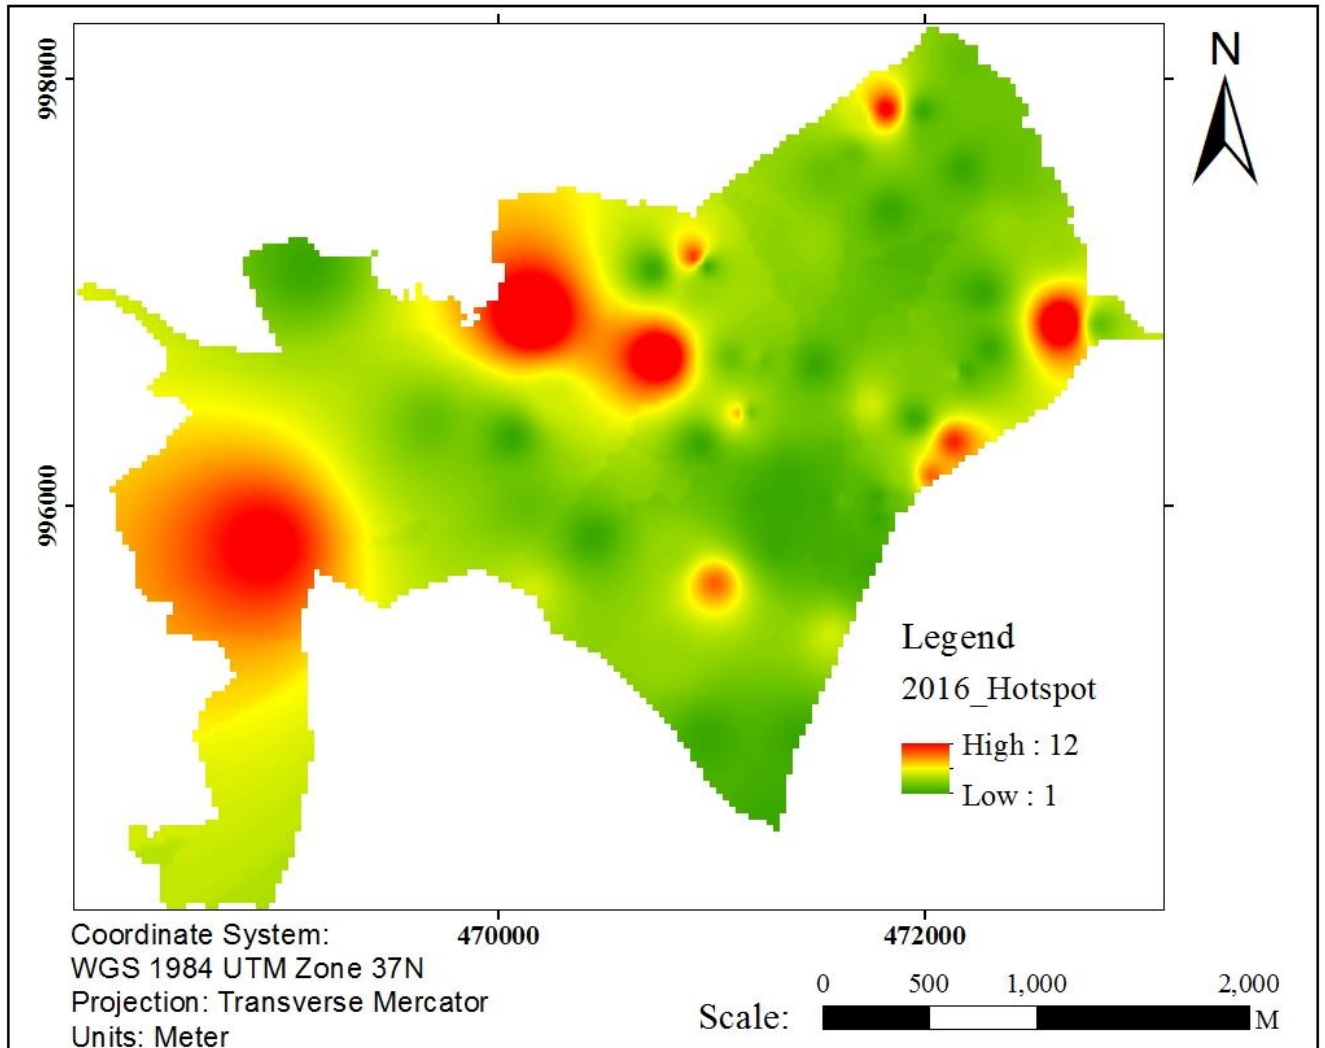 N
998000
996000
Legend
2016_Hotspot
High : 12
Low : 1
470000
472000
Coordinate System:
WGS 1984 UTM Zone 37N
Projection: Transverse Mercator
Units: Meter
0 500 1,000 2,000
Scale: M